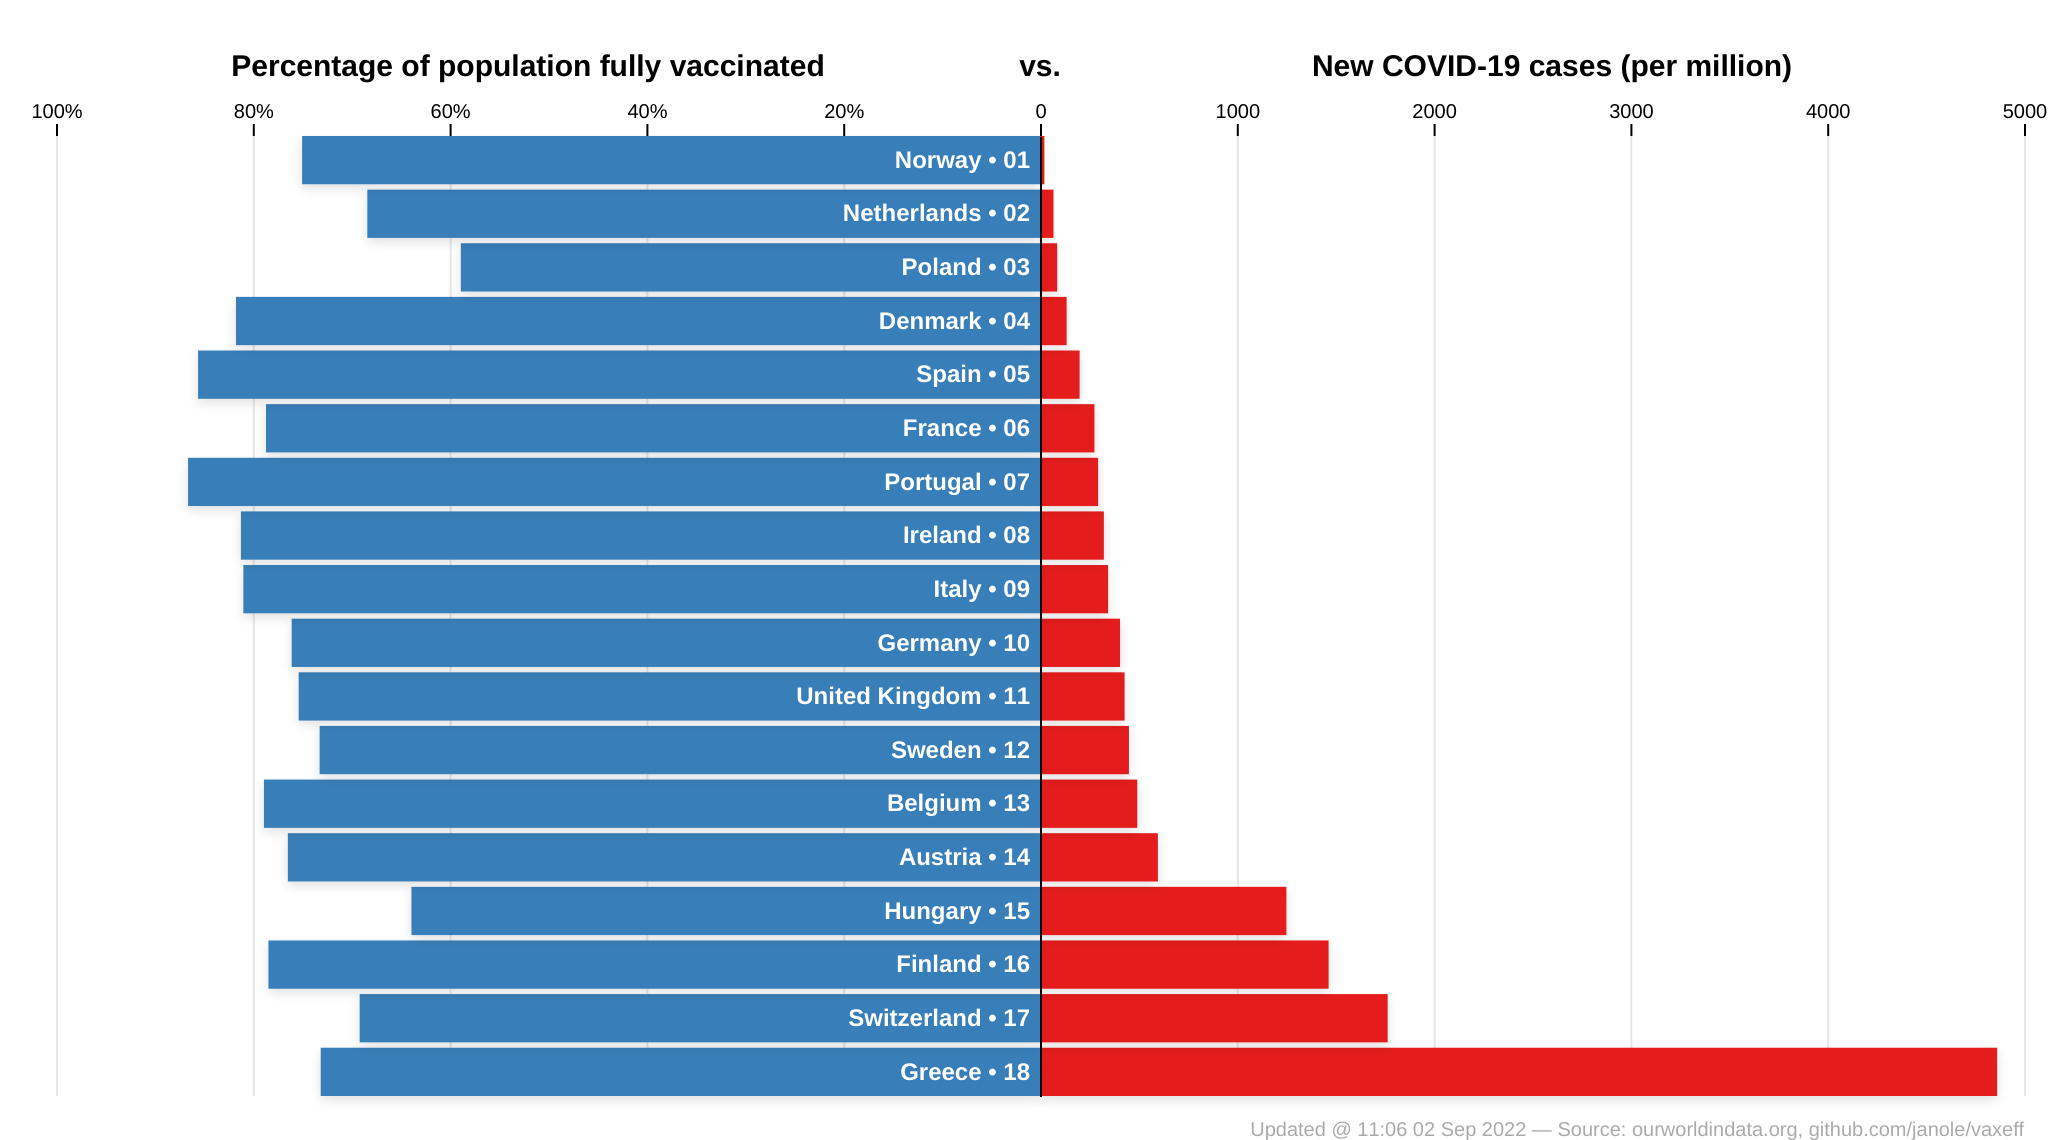 Percentage of population fully vaccinated vs. New COVID-19 cases (per million)
100% 80% 60% 40% 20% 0 1000 2000 3000 4000 5000
Norway • 01
Netherlands • 02
Poland • 03
Denmark • 04
Spain • 05
France • 06
Portugal • 07
Ireland • 08
Italy • 09
Germany • 10
United Kingdom • 11
Sweden • 12
Belgium • 13
Austria • 14
Hungary • 15
Finland • 16
Switzerland • 17
Greece • 18
Updated @ 11:06 02 Sep 2022 — Source: ourworldindata.org, github.com/janole/vaxeff